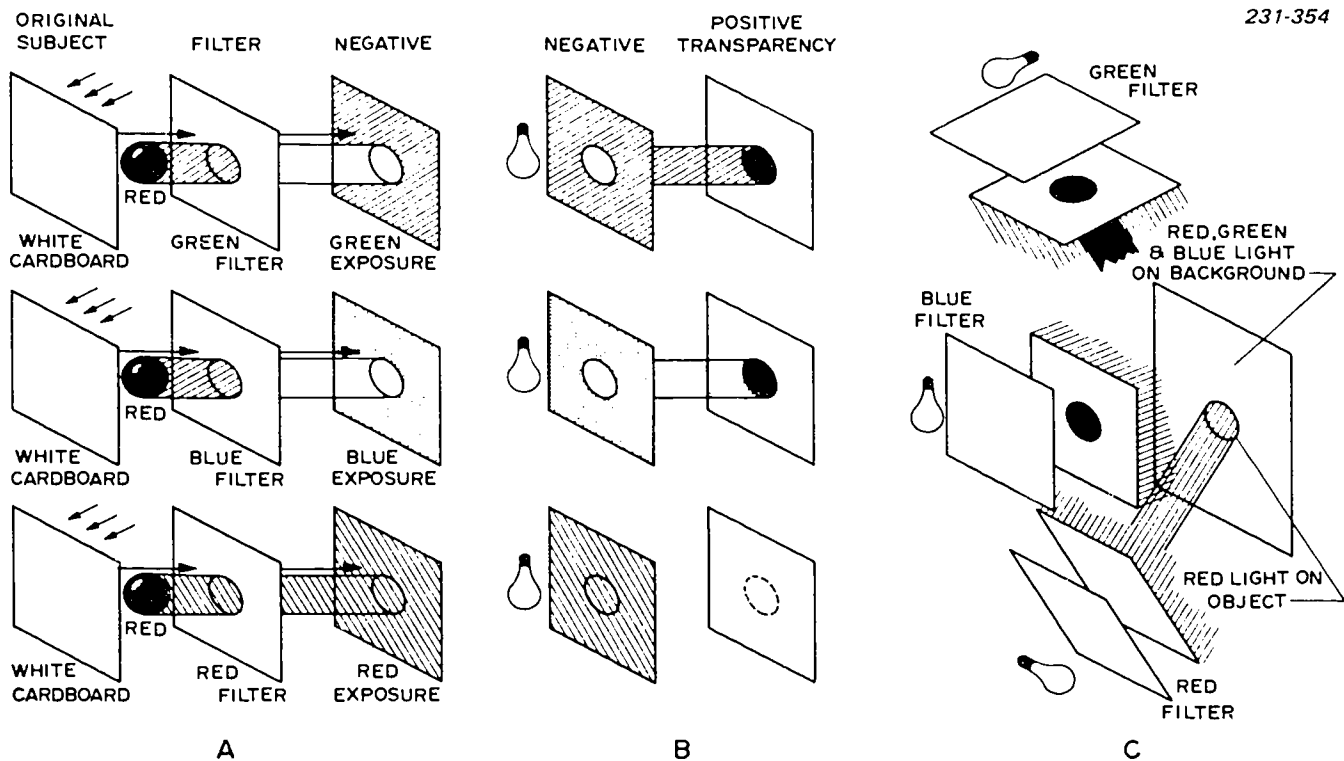 231-354
ORIGINAL
SUBJECT
FILTER
NEGATIVE
RED
WHITE
CARDBOARD
GREEN
FILTER
GREEN
EXPOSURE
RED
WHITE
CARDBOARD
BLUE
FILTER
BLUE
EXPOSURE
RED
WHITE
CARDBOARD
RED
FILTER
RED
EXPOSURE
A
NEGATIVE
POSITIVE
TRANSPARENCY
B
GREEN
FILTER
RED, GREEN
& BLUE LIGHT
ON BACKGROUND
BLUE
FILTER
RED LIGHT ON
OBJECT
RED
FILTER
C